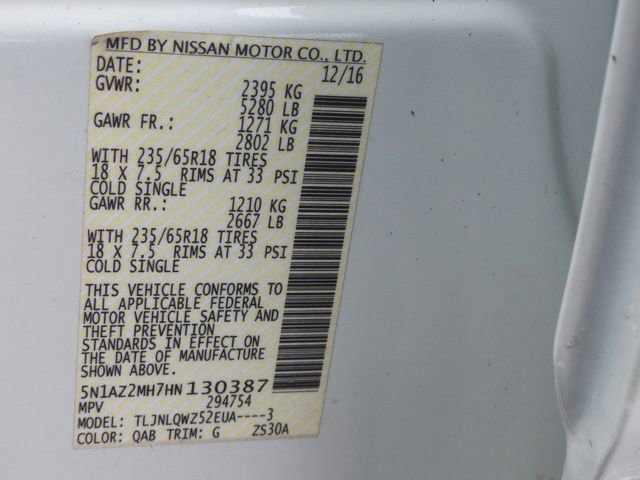 MFD BY NISSAN MOTOR CO., LTD.
DATE: 12/16
GVWR: 2395 KG
5280 LB
GAWR FR.: 1271 KG
2802 LB
WITH 235/65R18 TIRES
18 X 7.5 RIMS AT 33 PSI
COLD SINGLE
GAWR RR.: 1210 KG
2667 LB
WITH 235/65R18 TIRES
18 X 7.5 RIMS AT 33 PSI
COLD SINGLE
THIS VEHICLE CONFORMS TO
ALL APPLICABLE FEDERAL
MOTOR VEHICLE SAFETY AND
THEFT PREVENTION
STANDARDS IN EFFECT ON
THE DATE OF MANUFACTURE
SHOWN ABOVE.
5N1AZ2MH7HN130387
MPV 294754
MODEL: TLJNLQWZ52EUA----3
COLOR: QAB TRIM: G ZS30A